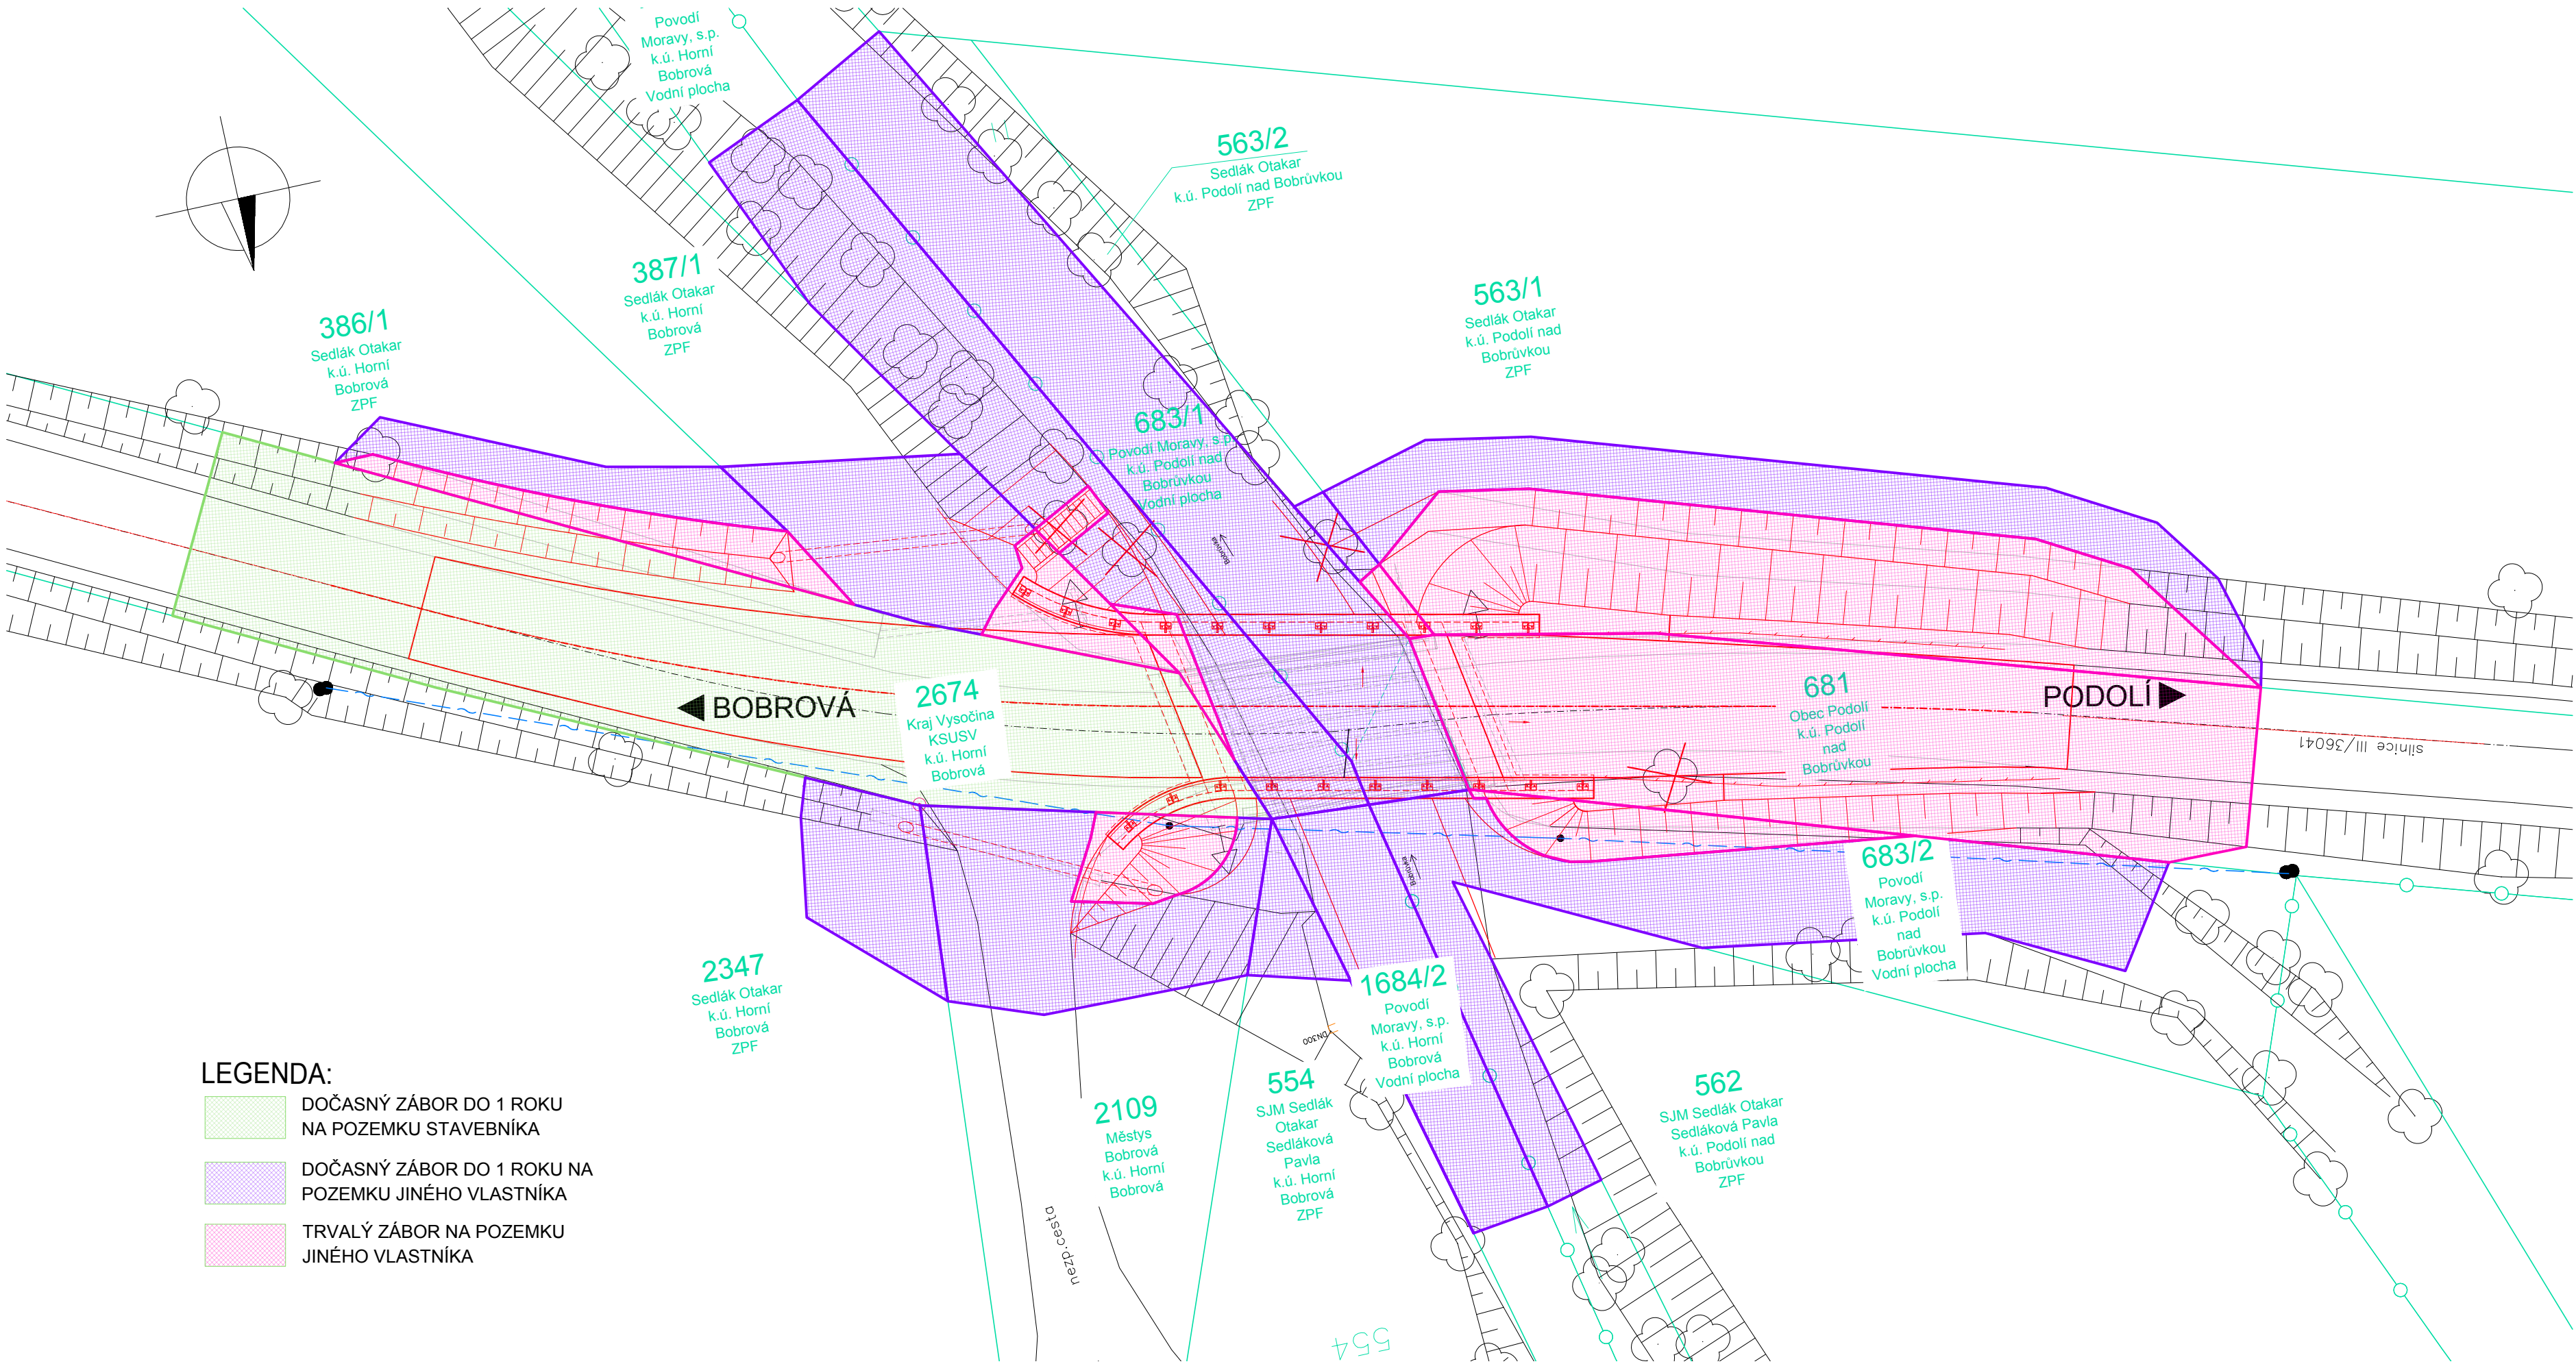 Povodí
Moravy, s.p.
k.ú. Horní
Bobrová
Vodní plocha
563/2
Sedlák Otakar
k.ú. Podolí nad Bobrůvkou
ZPF
387/1
Sedlák Otakar
k.ú. Horní
Bobrová
ZPF
563/1
Sedlák Otakar
k.ú. Podolí nad
Bobrůvkou
ZPF
386/1
Sedlák Otakar
k.ú. Horní
Bobrová
ZPF
683/1
Povodí Moravy, s.p.
k.ú. Podolí nad
Bobrůvkou
Vodní plocha
Bobrůvka
2674
Kraj Vysočina
KSUSV
k.ú. Horní
Bobrová
BOBROVÁ
681
Obec Podolí
k.ú. Podolí
nad
Bobrůvkou
PODOLÍ
silnice III/36041
Bobrůvka
683/2
Povodí
Moravy, s.p.
k.ú. Podolí
nad
Bobrůvkou
Vodní plocha
2347
Sedlák Otakar
k.ú. Horní
Bobrová
ZPF
1684/2
Povodí
Moravy, s.p.
k.ú. Horní
Bobrová
Vodní plocha
DN300
2109
Městys
Bobrová
k.ú. Horní
Bobrová
554
SJM Sedlák
Otakar
Sedláková
Pavla
k.ú. Horní
Bobrová
ZPF
562
SJM Sedlák Otakar
Sedláková Pavla
k.ú. Podolí nad
Bobrůvkou
ZPF
nezp.cesta
554
LEGENDA:
DOČASNÝ ZÁBOR DO 1 ROKU
NA POZEMKU STAVEBNÍKA
DOČASNÝ ZÁBOR DO 1 ROKU NA
POZEMKU JINÉHO VLASTNÍKA
TRVALÝ ZÁBOR NA POZEMKU
JINÉHO VLASTNÍKA